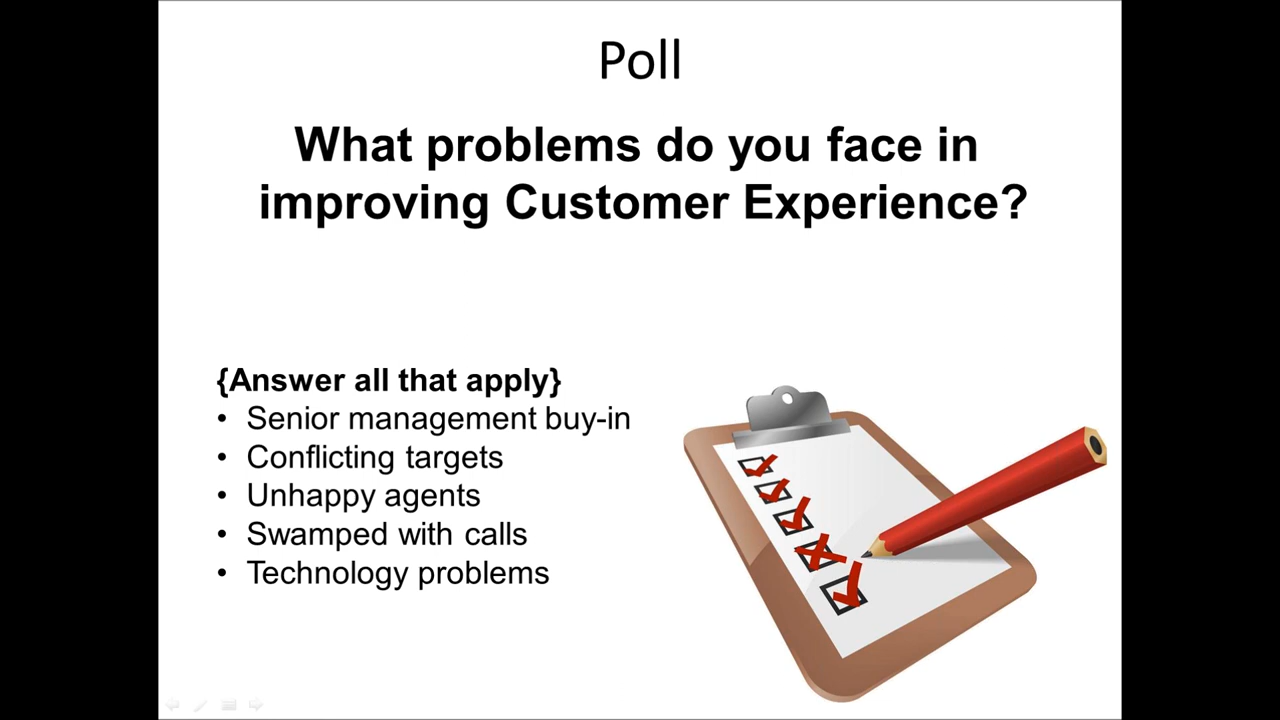 Poll
What problems do you face in
improving Customer Experience?
{Answer all that apply}
• Senior management buy-in
• Conflicting targets
• Unhappy agents
• Swamped with calls
• Technology problems